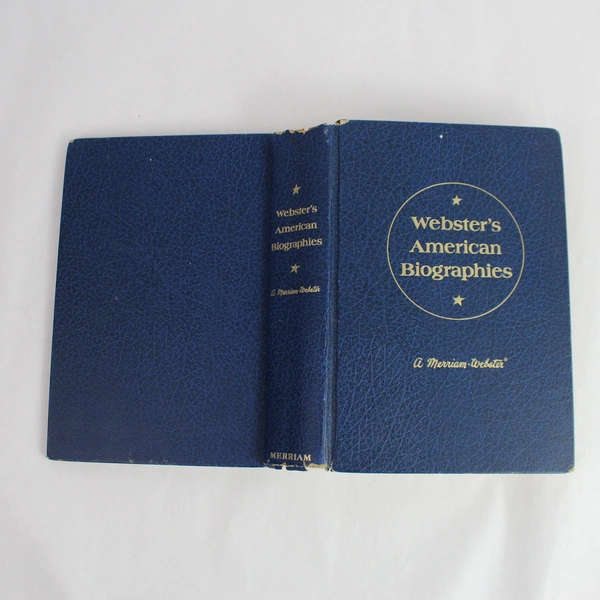 Webster's
American
Biographies
A Merriam-Webster
MERRIAM
Webster's
American
Biographies
A Merriam-Webster®